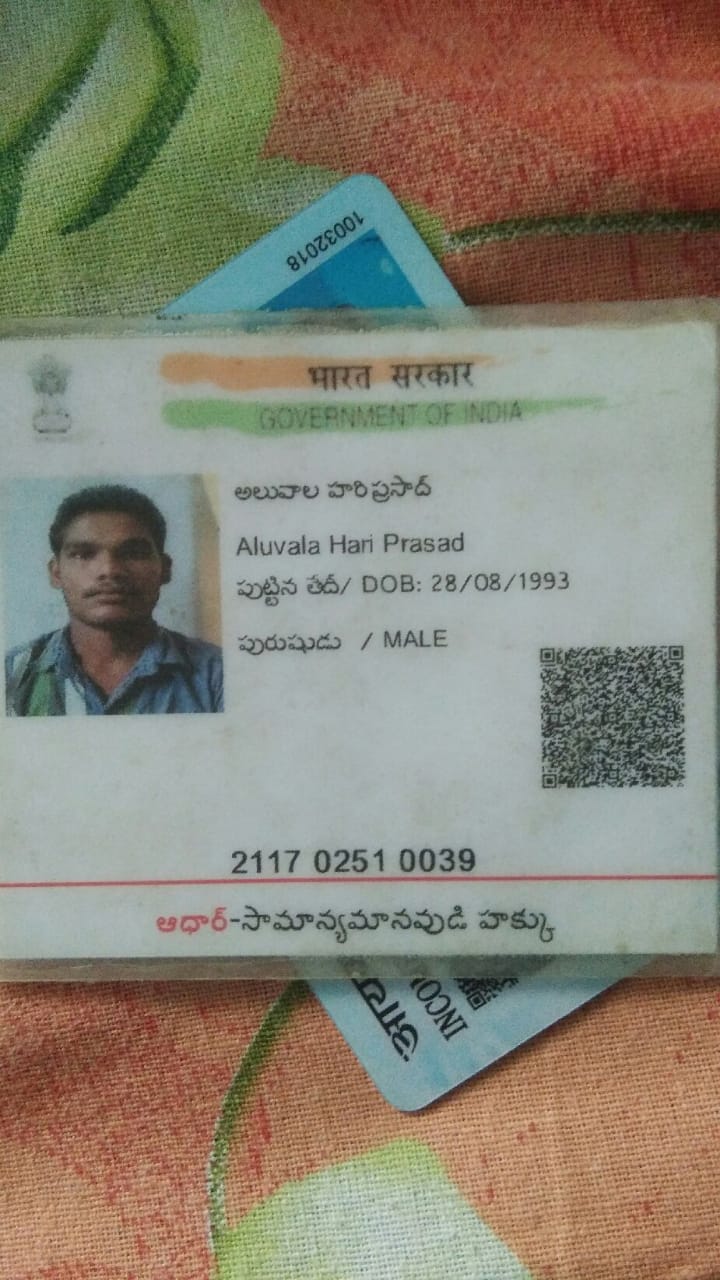 10032018
भारत सरकार
GOVERNMENT OF INDIA
అలువాల హరిప్రసాద్
Aluvala Hari Prasad
పుట్టిన తేదీ/ DOB: 28/08/1993
పురుషుడు / MALE
2117 0251 0039
ఆధార్-సామాన్యమానవుడి హక్కు